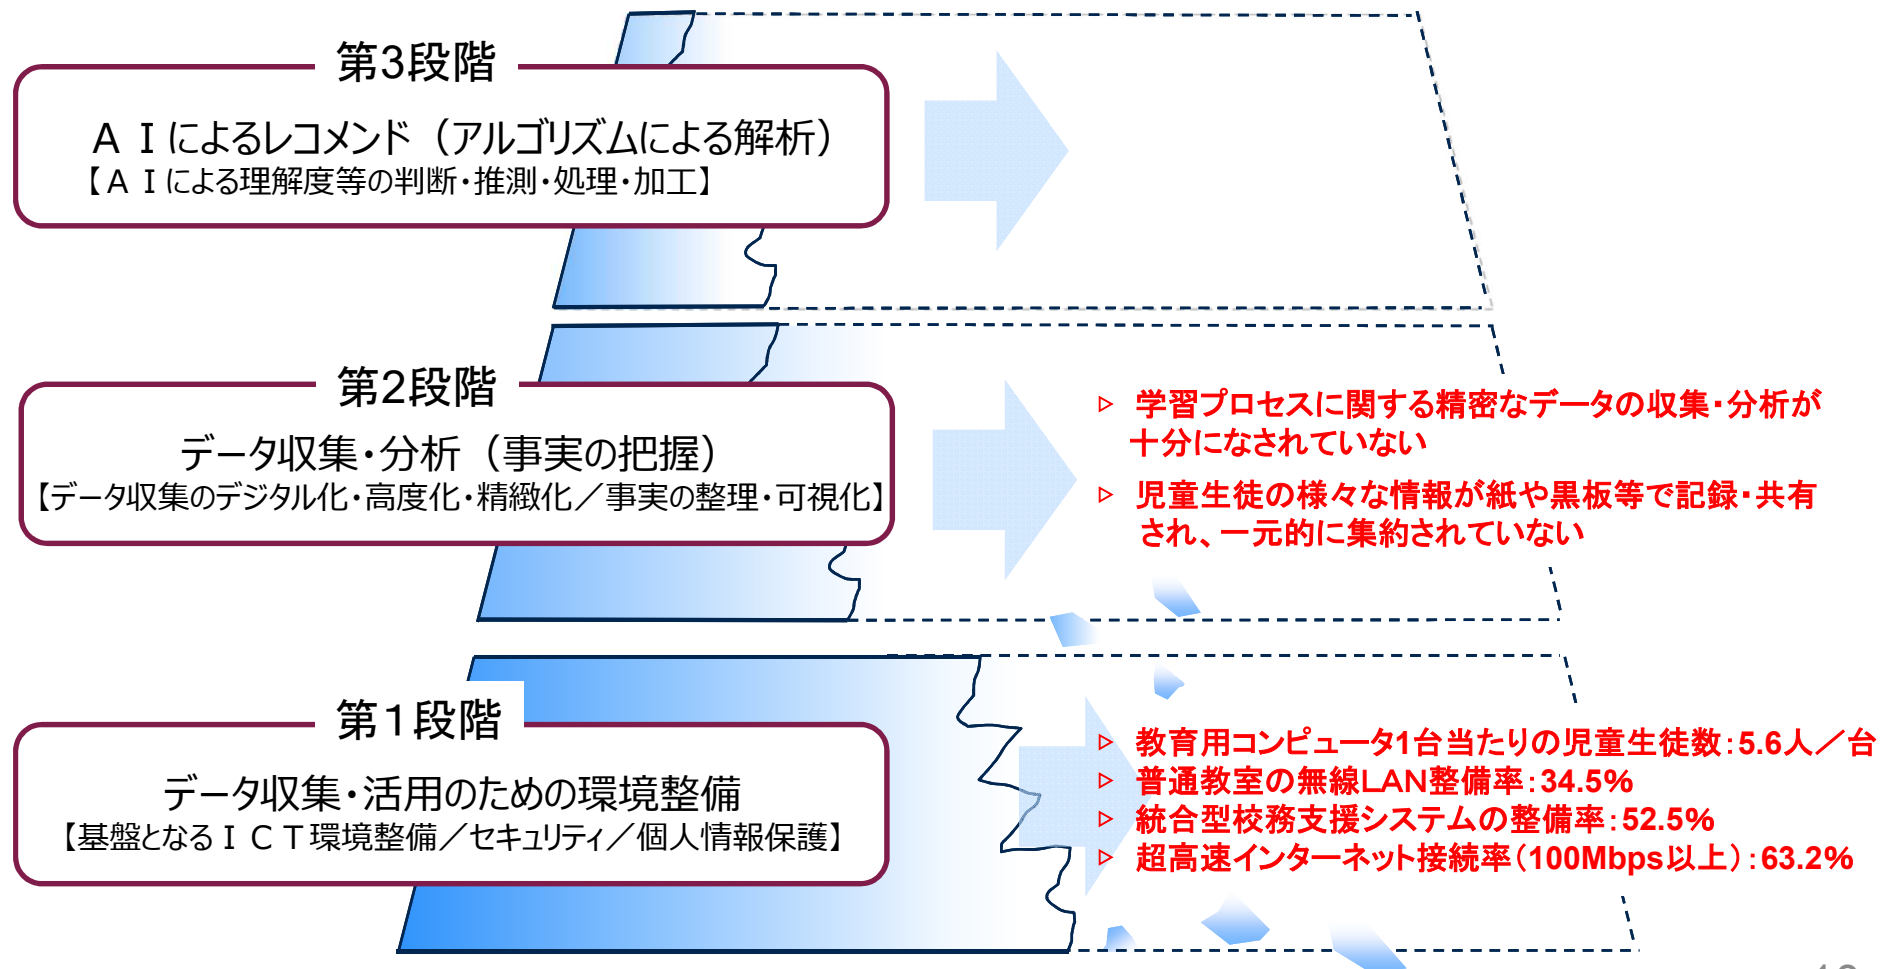 第3段階
ＡＩによるレコメンド（アルゴリズムによる解析）
【ＡＩによる理解度等の判断・推測・処理・加工】
第2段階
データ収集・分析（事実の把握）
【データ収集のデジタル化・高度化・精緻化／事実の整理・可視化】
▷ 学習プロセスに関する精密なデータの収集・分析が
十分になされていない
▷ 児童生徒の様々な情報が紙や黒板等で記録・共有
され、一元的に集約されていない
第１段階
データ収集・活用のための環境整備
【基盤となるＩＣＴ環境整備／セキュリティ／個人情報保護】
▷ 教育用コンピュータ1台当たりの児童生徒数：5.6人／台
▷ 普通教室の無線LAN整備率：34.5%
▷ 統合型校務支援システムの整備率：52.5%
▷ 超高速インターネット接続率（100Mbps以上）：63.2%